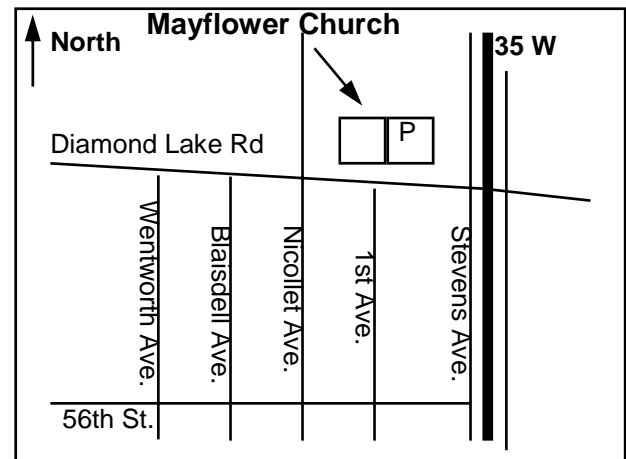 Mayflower Church
North
35 W
P
Diamond Lake Rd
Wentworth Ave.
Blaisdell Ave.
Nicollet Ave.
1st Ave.
Stevens Ave.
56th St.